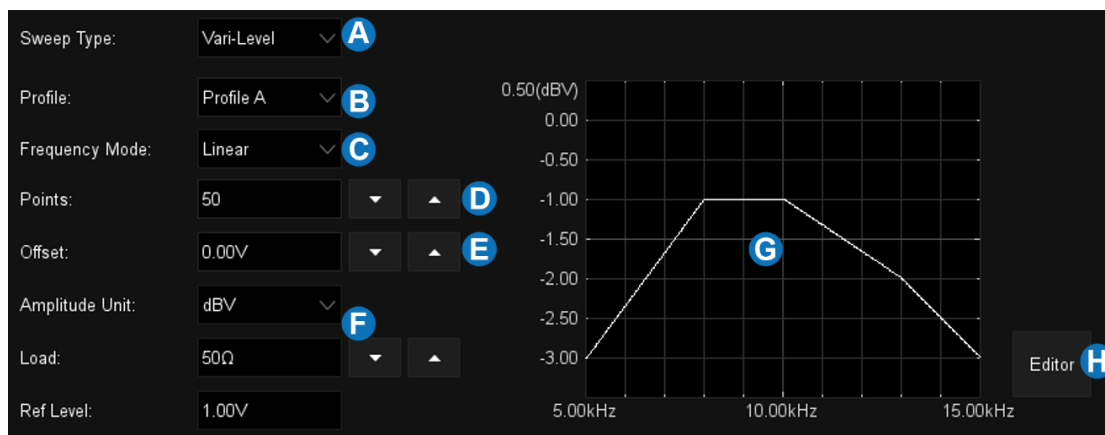 Sweep Type: Vari-Level A
Profile: Profile A B
Frequency Mode: Linear C
Points: 50 D
Offset: 0.00V E
Amplitude Unit: dBV
F
Load: 50Ω
Ref Level: 1.00V
0.50(dBV)
0.00
-0.50
-1.00
-1.50
-2.00
-2.50
-3.00
5.00kHz 10.00kHz 15.00kHz
G
Editor H